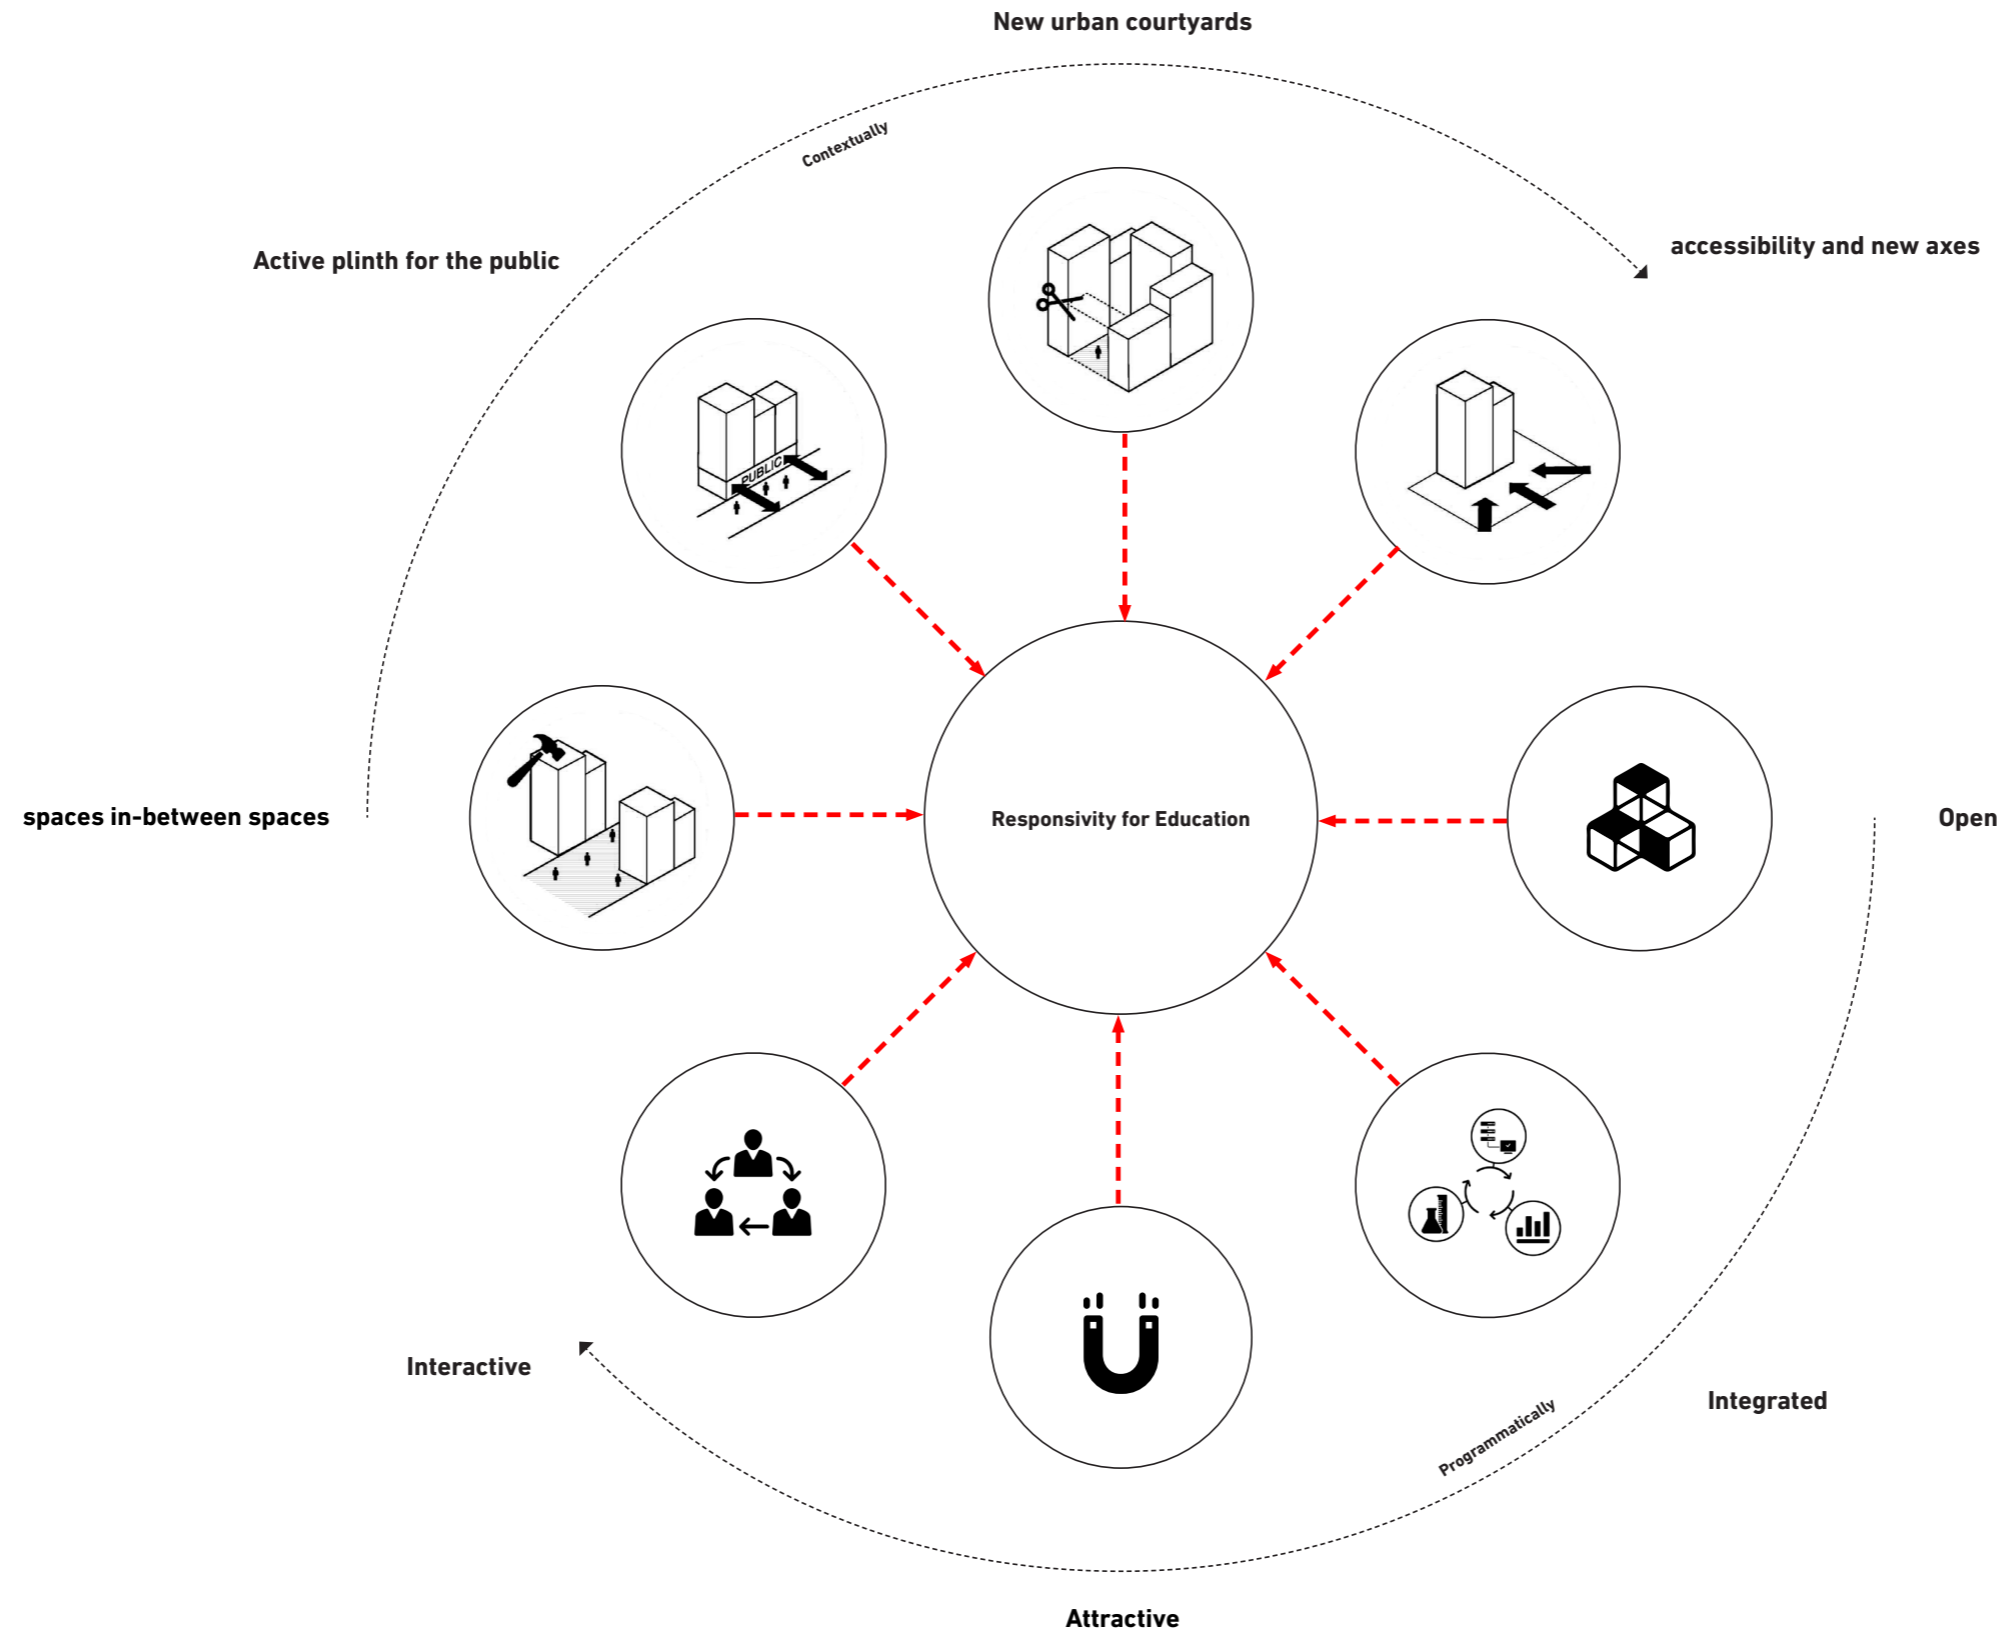 New urban courtyards
Contextually
Active plinth for the public
accessibility and new axes
PUBLIC
spaces in-between spaces
Responsivity for Education
Open
Interactive
Integrated
Programmatically
Attractive